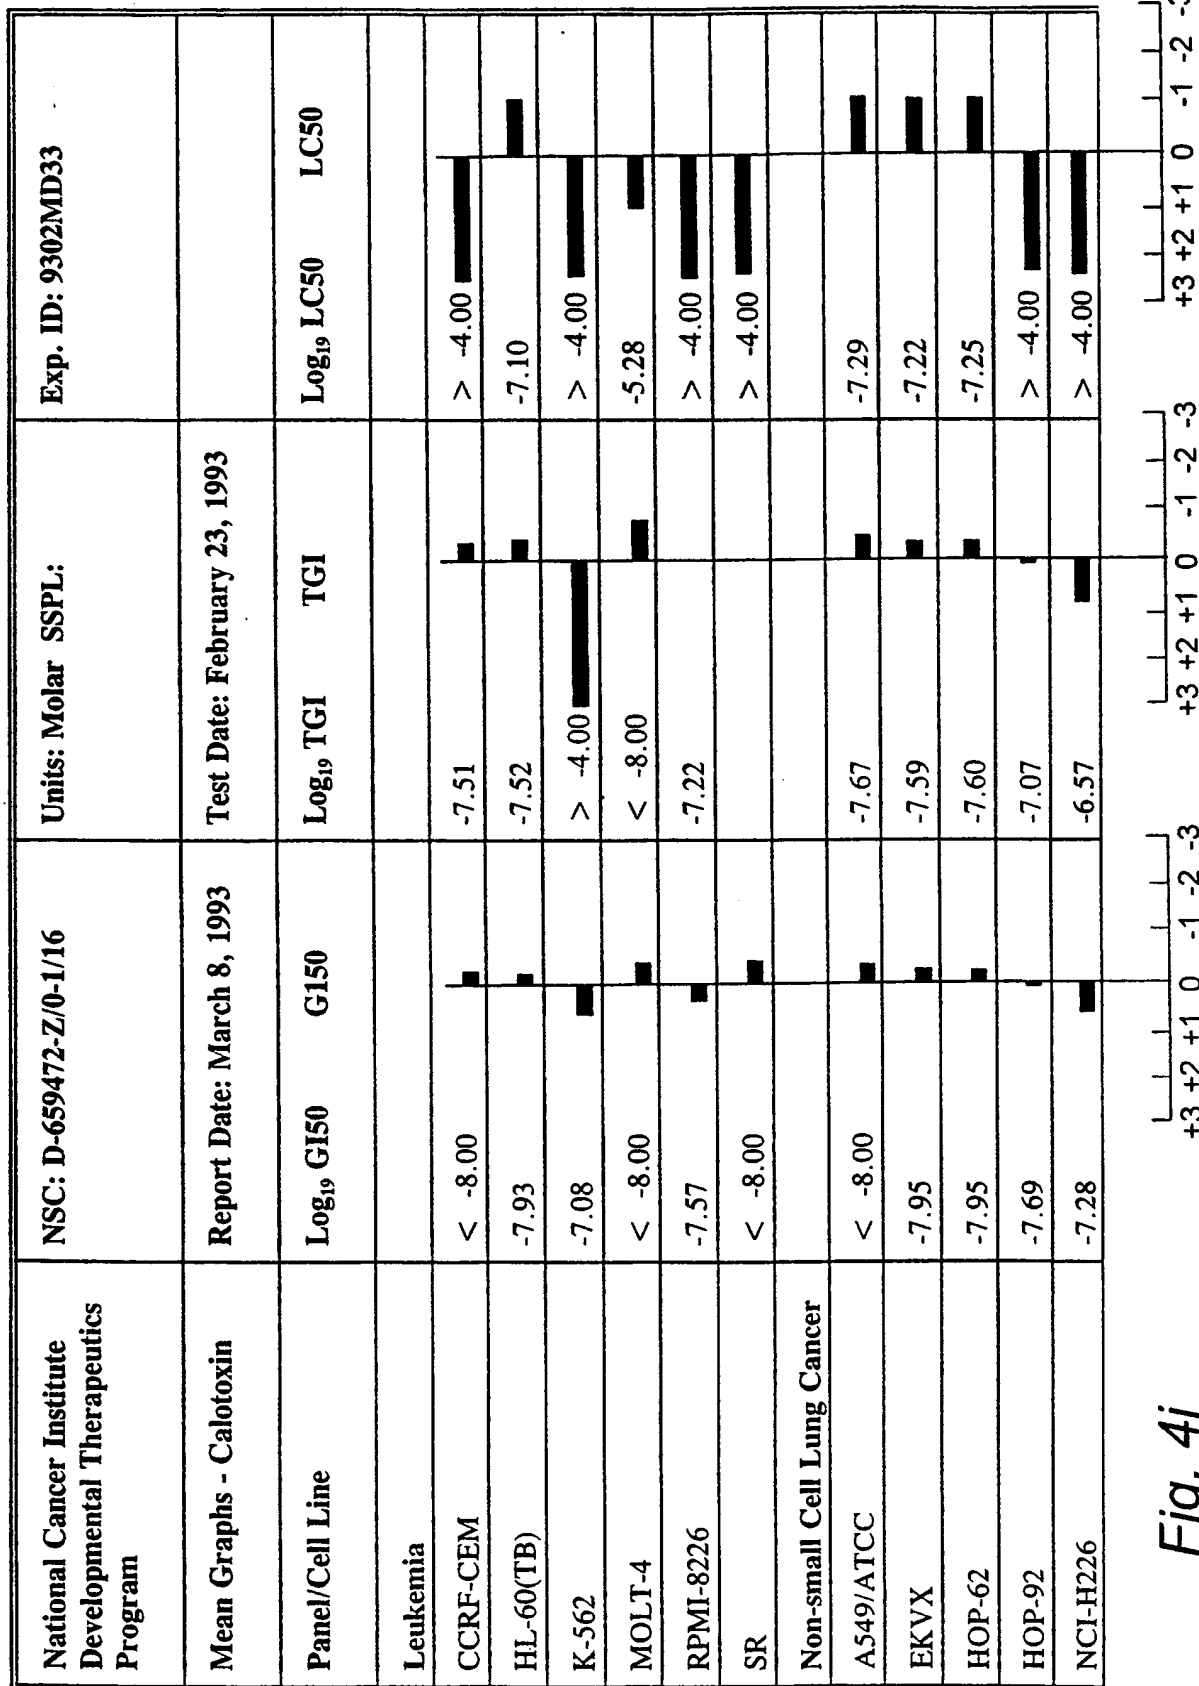 National Cancer Institute
Developmental Therapeutics
Program
NSC: D-659472-Z/0-1/16
Units: Molar SSPL:
Exp. ID: 9302MD33
Mean Graphs - Calotoxin
Report Date: March 8, 1993
Test Date: February 23, 1993
Panel/Cell Line
Log₁₉ GI50 G150
Log₁₉ TGI TGI
Log₁₉ LC50 LC50
Leukemia
CCRF-CEM < -8.00 -7.51 > -4.00
HL-60(TB) -7.93 -7.52 -7.10
K-562 -7.08 > -4.00 > -4.00
MOLT-4 < -8.00 < -8.00 -5.28
RPMI-8226 -7.57 -7.22 > -4.00
SR < -8.00 > -4.00
Non-small Cell Lung Cancer
A549/ATCC < -8.00 -7.67 -7.29
EKVX -7.95 -7.59 -7.22
HOP-62 -7.95 -7.60 -7.25
HOP-92 -7.69 -7.07 > -4.00
NCI-H226 -7.28 -6.57 > -4.00
+3 +2 +1 0 -1 -2 -3
+3 +2 +1 0 -1 -2 -3
+3 +2 +1 0 -1 -2 -3
Fig. 4i